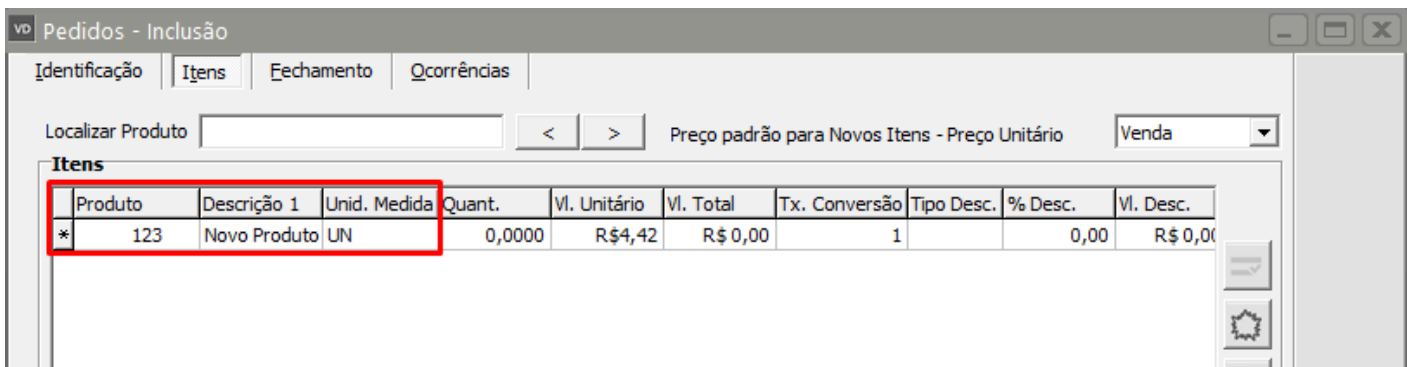 VD Pedidos - Inclusão
Identificação Itens Fechamento Ocorrências
Localizar Produto < > Preço padrão para Novos Itens - Preço Unitário Venda
Itens
Produto Descrição 1 Unid. Medida Quant. Vl. Unitário Vl. Total Tx. Conversão Tipo Desc. % Desc. Vl. Desc.
* 123 Novo Produto UN 0,0000 R$4,42 R$ 0,00 1 0,00 R$ 0,00